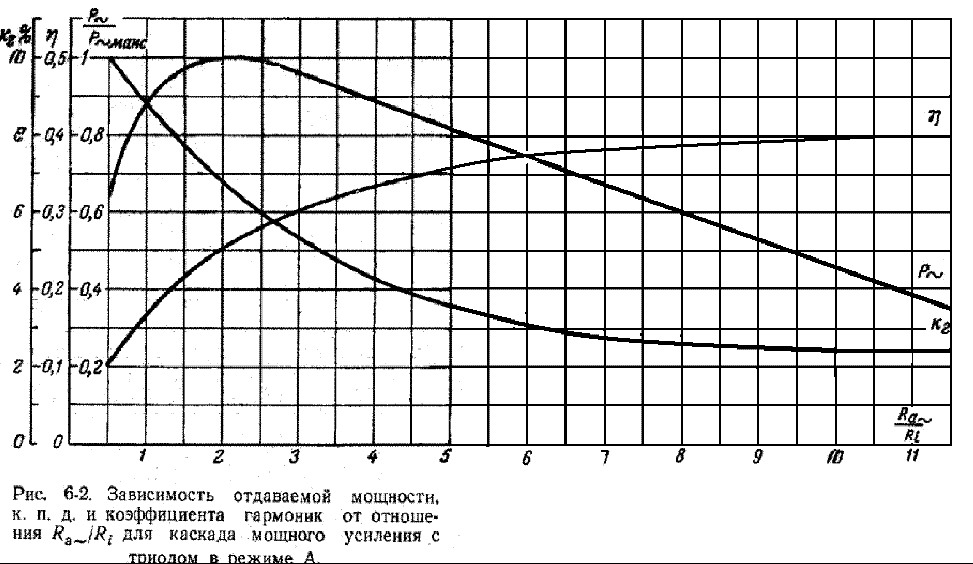 Кг% η P~/P~макс
10 0,5 1
8 0,4 0,8
η
6 0,3 0,6
P~
4 0,2 0,4
Кг
2 0,1 0,2
Ra~/Ri
0 0
1 2 3 4 5 6 7 8 9 10 11
Рис. 6-2. Зависимость отдаваемой мощности,
к. п. д. и коэффициента гармоник от отноше-
ния Ra~/Ri для каскада мощного усиления с
триодом в режиме А.